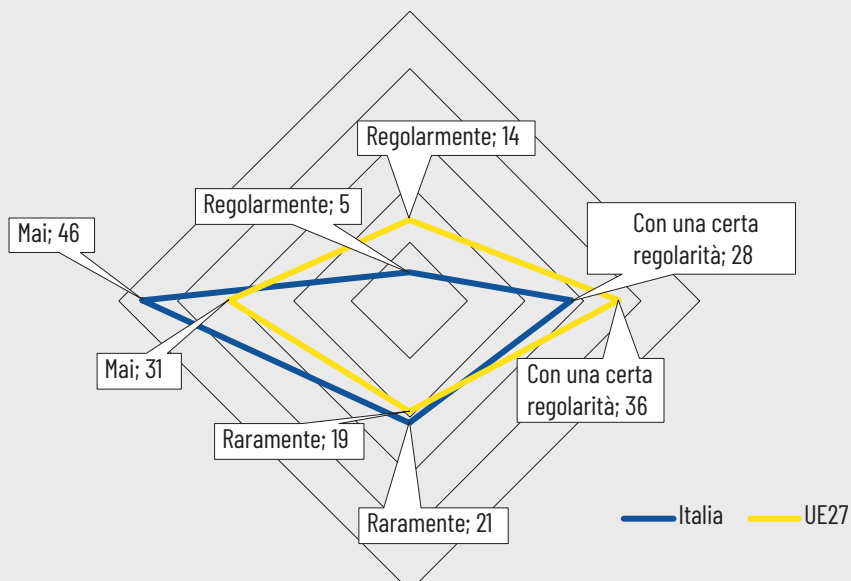 Regolarmente; 14
Regolarmente; 5
Mai; 46
Con una certa
regolarità; 28
Mai; 31
Con una certa
regolarità; 36
Raramente; 19
Raramente; 21
Italia
UE27